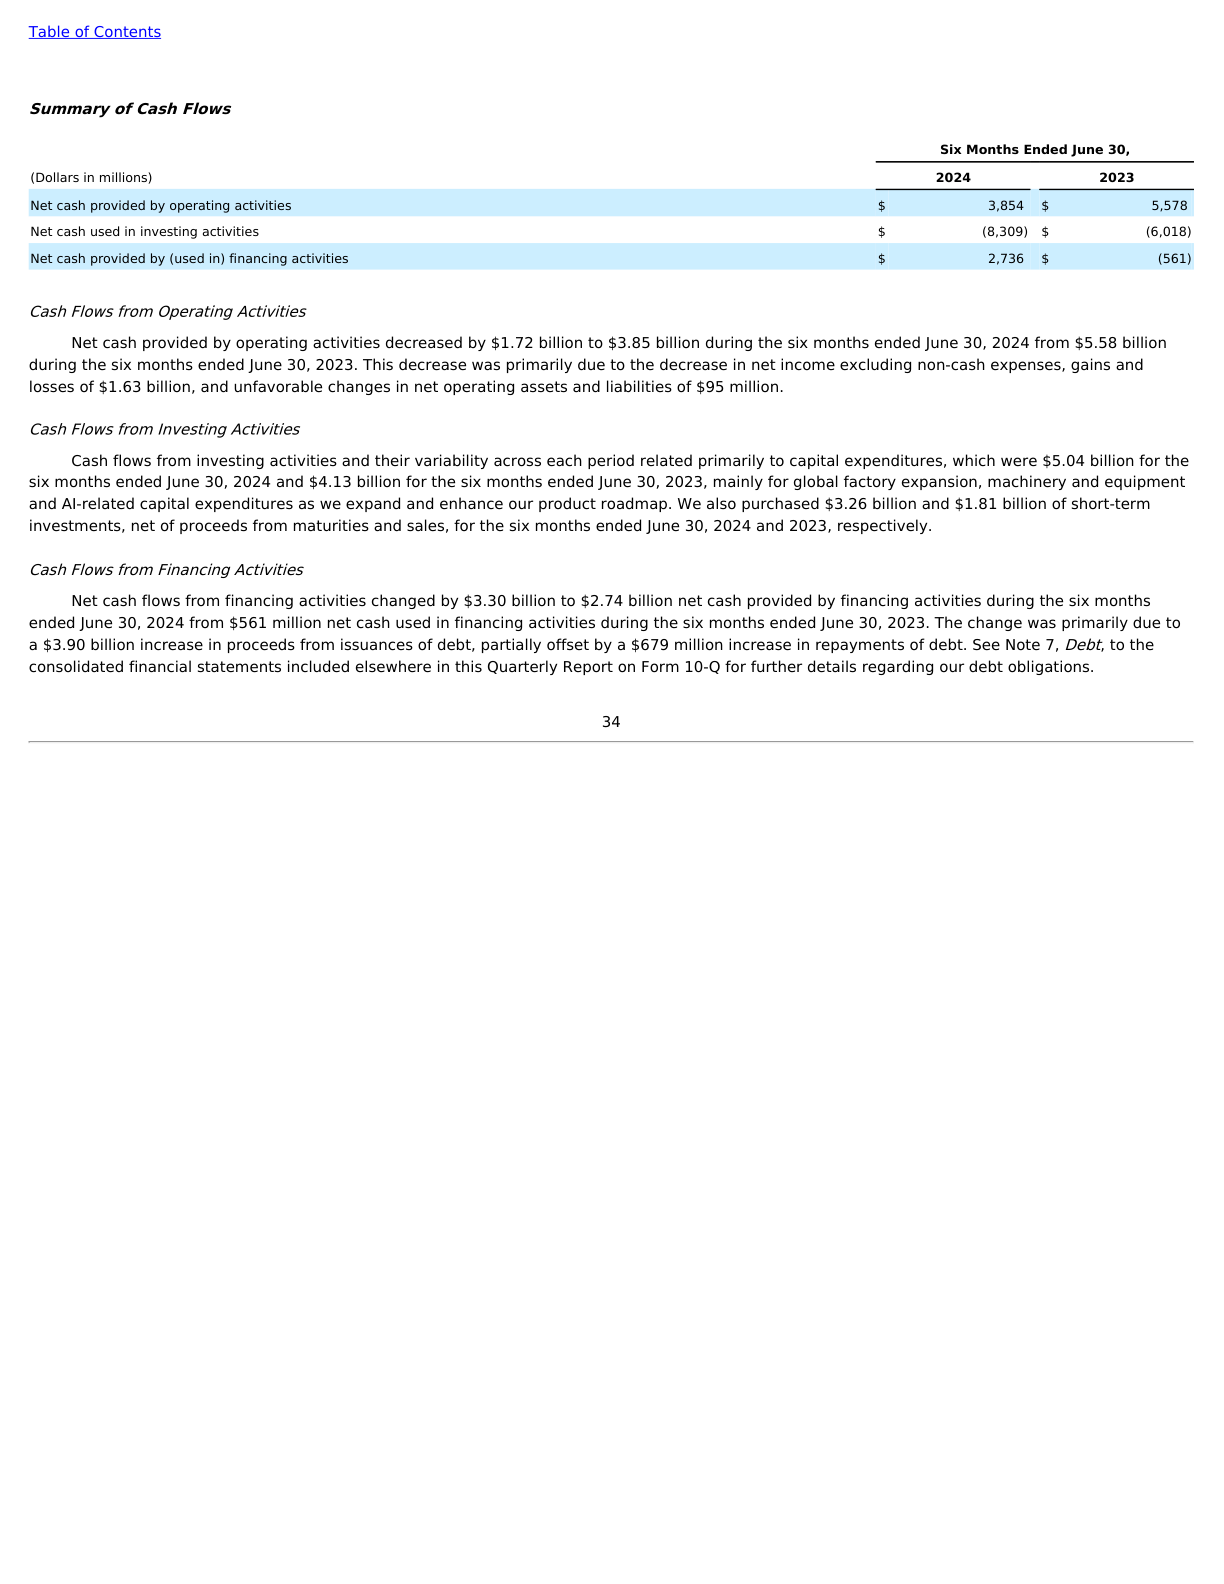 Table of Contents
Summary of Cash Flows
Six Months Ended June 30,
(Dollars in millions) 2024 2023
Net cash provided by operating activities $ 3,854 $ 5,578
Net cash used in investing activities $ (8,309) $ (6,018)
Net cash provided by (used in) financing activities $ 2,736 $ (561)
Cash Flows from Operating Activities
Net cash provided by operating activities decreased by $1.72 billion to $3.85 billion during the six months ended June 30, 2024 from $5.58 billion
during the six months ended June 30, 2023. This decrease was primarily due to the decrease in net income excluding non-cash expenses, gains and
losses of $1.63 billion, and unfavorable changes in net operating assets and liabilities of $95 million.
Cash Flows from Investing Activities
Cash flows from investing activities and their variability across each period related primarily to capital expenditures, which were $5.04 billion for the
six months ended June 30, 2024 and $4.13 billion for the six months ended June 30, 2023, mainly for global factory expansion, machinery and equipment
and AI-related capital expenditures as we expand and enhance our product roadmap. We also purchased $3.26 billion and $1.81 billion of short-term
investments, net of proceeds from maturities and sales, for the six months ended June 30, 2024 and 2023, respectively.
Cash Flows from Financing Activities
Net cash flows from financing activities changed by $3.30 billion to $2.74 billion net cash provided by financing activities during the six months
ended June 30, 2024 from $561 million net cash used in financing activities during the six months ended June 30, 2023. The change was primarily due to
a $3.90 billion increase in proceeds from issuances of debt, partially offset by a $679 million increase in repayments of debt. See Note 7, Debt, to the
consolidated financial statements included elsewhere in this Quarterly Report on Form 10-Q for further details regarding our debt obligations.
34